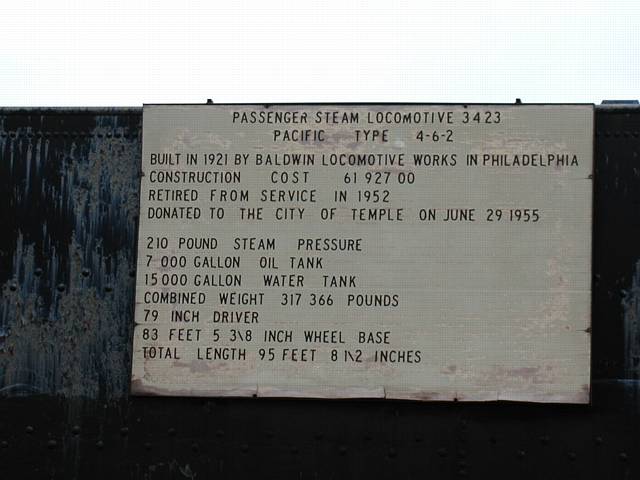 PASSENGER STEAM LOCOMOTIVE 3423
PACIFIC TYPE 4-6-2
BUILT IN 1921 BY BALDWIN LOCOMOTIVE WORKS IN PHILADELPHIA
CONSTRUCTION COST 61 927 00
RETIRED FROM SERVICE IN 1952
DONATED TO THE CITY OF TEMPLE ON JUNE 29 1955
210 POUND STEAM PRESSURE
7 000 GALLON OIL TANK
15 000 GALLON WATER TANK
COMBINED WEIGHT 317 366 POUNDS
79 INCH DRIVER
83 FEET 5 3\8 INCH WHEEL BASE
TOTAL LENGTH 95 FEET 8 1\2 INCHES